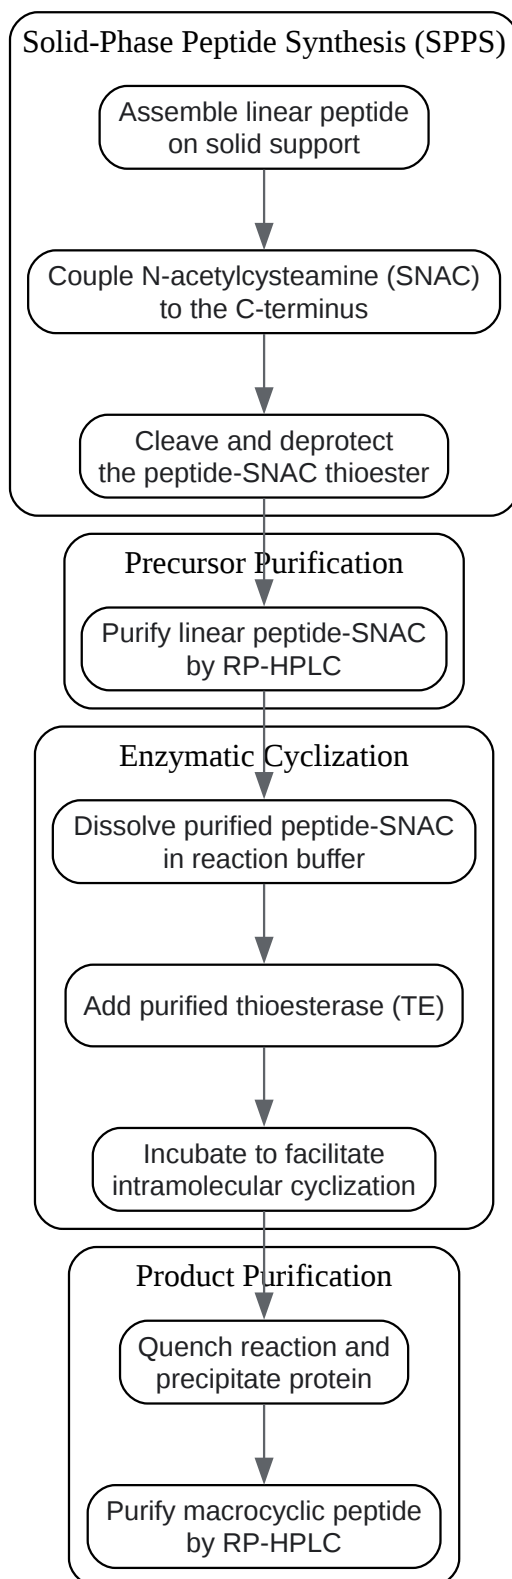 Solid-Phase Peptide Synthesis (SPPS)
Assemble linear peptide
on solid support
Couple N-acetylcysteamine (SNAC)
to the C-terminus
Cleave and deprotect
the peptide-SNAC thioester
Precursor Purification
Purify linear peptide-SNAC
by RP-HPLC
Enzymatic Cyclization
Dissolve purified peptide-SNAC
in reaction buffer
Add purified thioesterase (TE)
Incubate to facilitate
intramolecular cyclization
Product Purification
Quench reaction and
precipitate protein
Purify macrocyclic peptide
by RP-HPLC